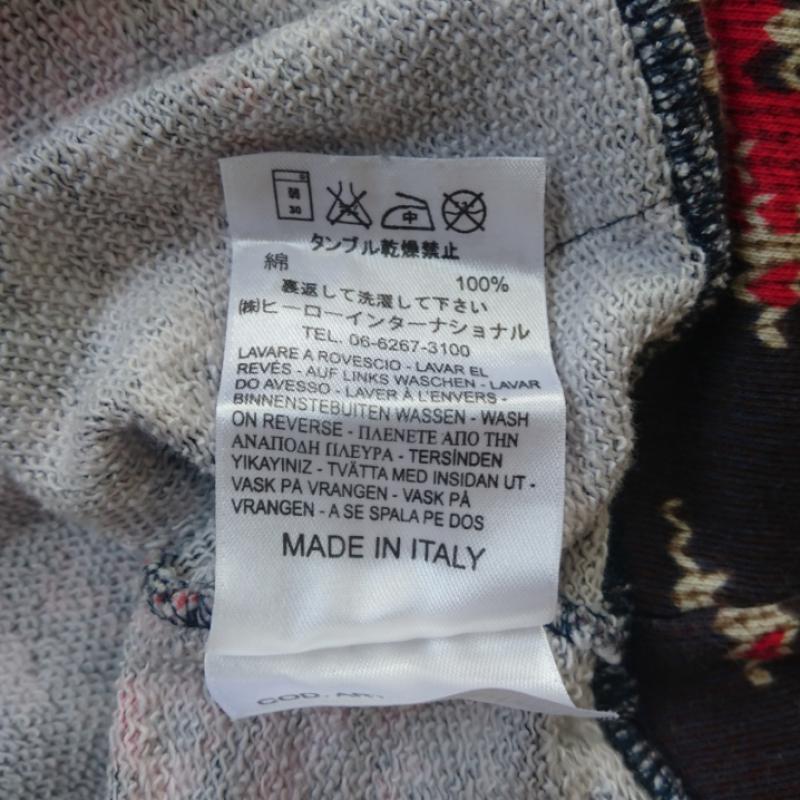 弱
30
中
タンブル乾燥禁止
綿 100%
裏返して洗濯して下さい
㈱ヒーローインターナショナル
TEL. 06-6267-3100
LAVARE A ROVESCIO - LAVAR EL
REVÉS - AUF LINKS WASCHEN - LAVAR
DO AVESSO - LAVER À L'ENVERS -
BINNENSTEBUITEN WASSEN - WASH
ON REVERSE - ΠΛΕΝΕΤΕ ΑΠΟ ΤΗΝ
ΑΝΑΠΟΔΗ ΠΛΕΥΡΑ - TERSİNDEN
YIKAYINIZ - TVÄTTA MED INSIDAN UT -
VASK PÅ VRANGEN - VASK PÅ
VRANGEN - A SE SPALA PE DOS
MADE IN ITALY
COD. ART